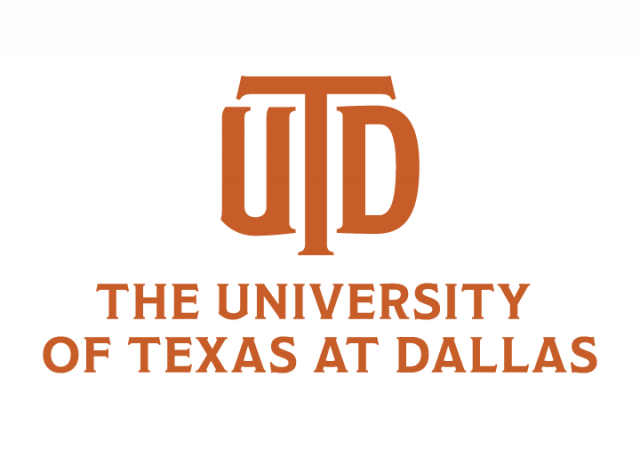 UTD
THE UNIVERSITY
OF TEXAS AT DALLAS